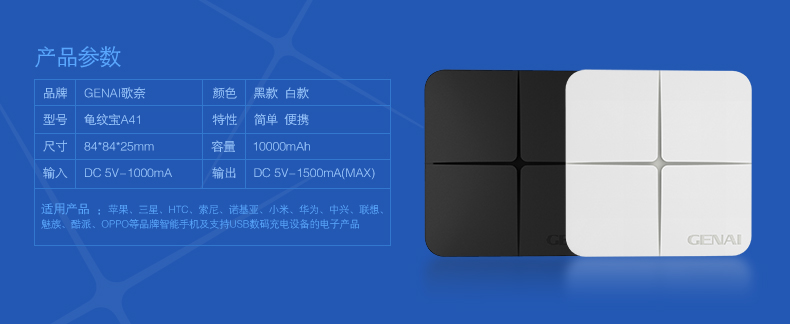 产品参数
品牌 GENAI歌奈 颜色 黑款 白款
型号 龟纹宝A41 特性 简单 便携
尺寸 84*84*25mm 容量 10000mAh
输入 DC 5V-1000mA 输出 DC 5V-1500mA(MAX)
适用产品 : 苹果、三星、HTC、索尼、诺基亚、小米、华为、中兴、联想、
魅族、酷派、OPPO等品牌智能手机及支持USB数码充电设备的电子产品
GENAI